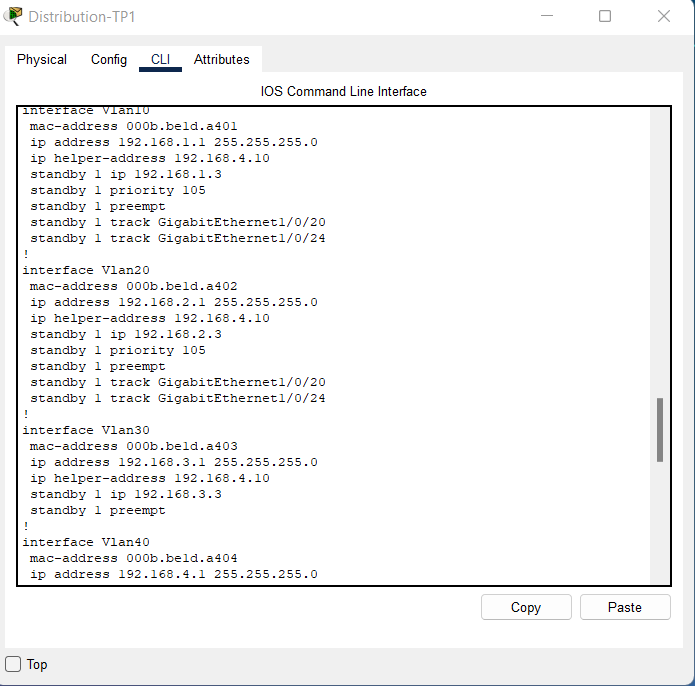 Distribution-TP1
Physical Config CLI Attributes
IOS Command Line Interface
interface Vlan10
mac-address 000b.be1d.a401
ip address 192.168.1.1 255.255.255.0
ip helper-address 192.168.4.10
standby 1 ip 192.168.1.3
standby 1 priority 105
standby 1 preempt
standby 1 track GigabitEthernet1/0/20
standby 1 track GigabitEthernet1/0/24
!
interface Vlan20
mac-address 000b.be1d.a402
ip address 192.168.2.1 255.255.255.0
ip helper-address 192.168.4.10
standby 1 ip 192.168.2.3
standby 1 priority 105
standby 1 preempt
standby 1 track GigabitEthernet1/0/20
standby 1 track GigabitEthernet1/0/24
!
interface Vlan30
mac-address 000b.be1d.a403
ip address 192.168.3.1 255.255.255.0
ip helper-address 192.168.4.10
standby 1 ip 192.168.3.3
standby 1 preempt
!
interface Vlan40
mac-address 000b.be1d.a404
ip address 192.168.4.1 255.255.255.0
Copy Paste
Top